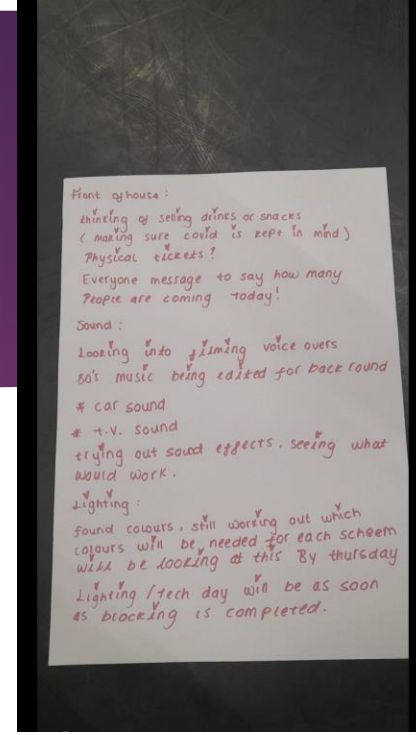 Front of house :
thinking of selling drinks or snacks
( making sure covid is kept in mind )
Physical tickets ?
Everyone message to say how many
People are coming today!
Sound :
Looking into filming voice overs
80's music being edited for back round
* car sound
* T.V. sound
trying out sound effects. seeing what
would work.
Lighting :
found colours, still working out which
colours will be needed for each scheem
will be looking at this By thursday
Lighting / tech day will be as soon
as blocking is completed.